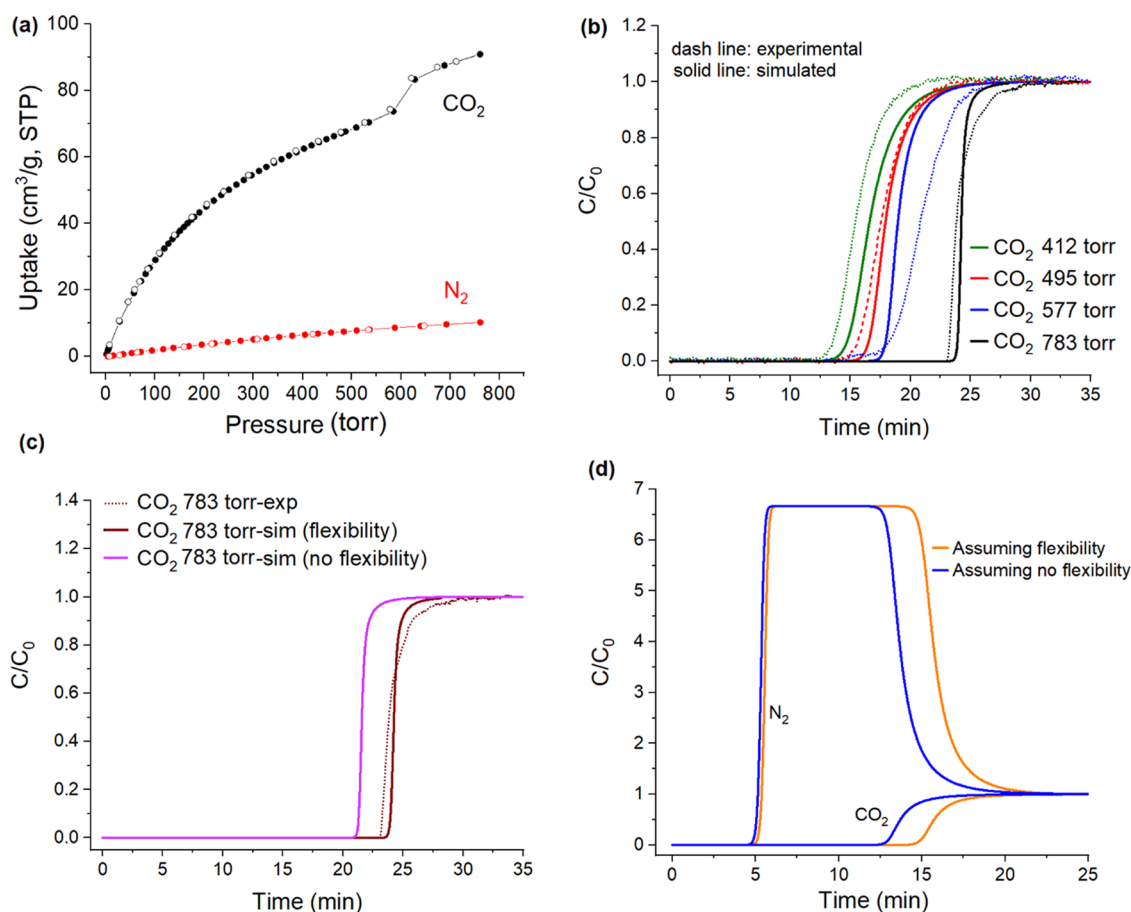 (a)
100
80
60
40
20
0
Uptake (cm³/g, STP)
CO₂
N₂
0 100 200 300 400 500 600 700 800
Pressure (torr)
(b)
1.2
1.0
0.8
0.6
0.4
0.2
0.0
C/C₀
dash line: experimental
solid line: simulated
CO₂ 412 torr
CO₂ 495 torr
CO₂ 577 torr
CO₂ 783 torr
0 5 10 15 20 25 30 35
Time (min)
(c)
1.4
1.2
1.0
0.8
0.6
0.4
0.2
0.0
C/C₀
CO₂ 783 torr-exp
CO₂ 783 torr-sim (flexibility)
CO₂ 783 torr-sim (no flexibility)
0 5 10 15 20 25 30 35
Time (min)
(d)
7
6
5
4
3
2
1
0
C/C₀
Assuming flexibility
Assuming no flexibility
N₂
CO₂
0 5 10 15 20 25
Time (min)